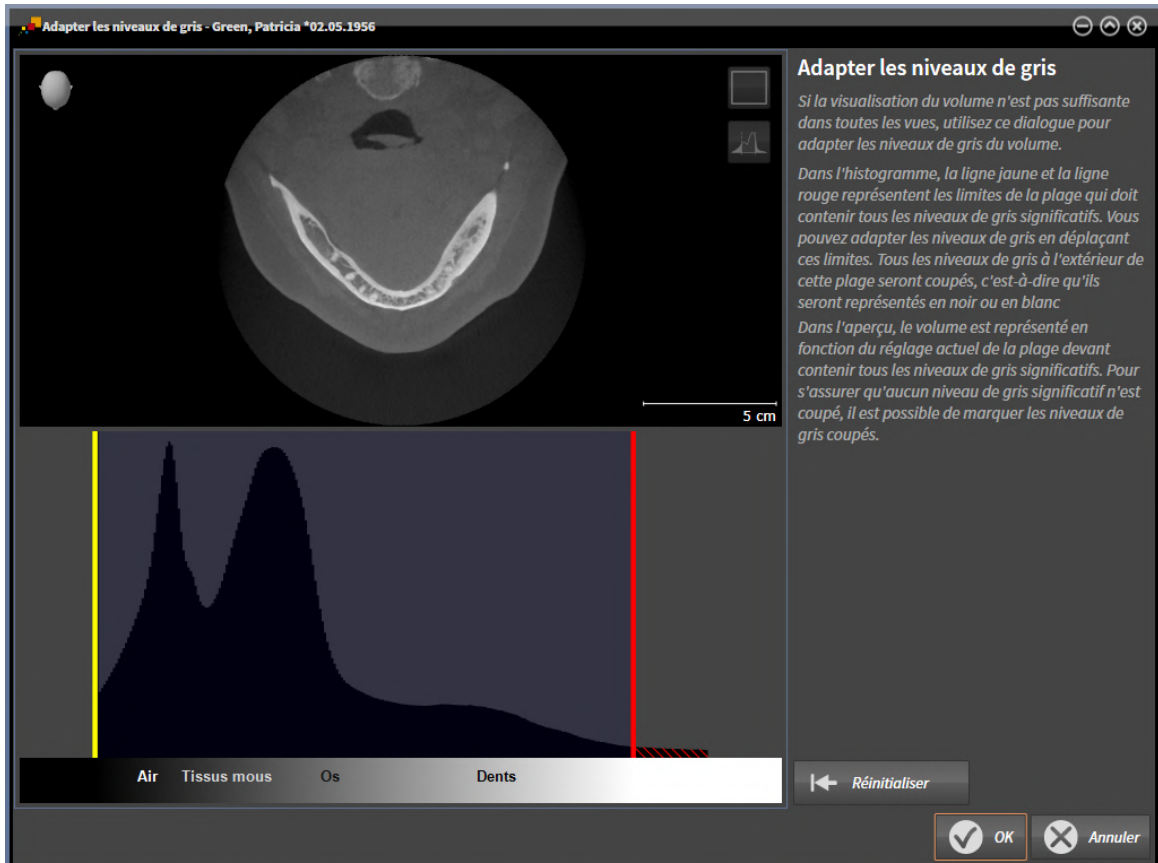 Adapter les niveaux de gris - Green, Patricia *02.05.1956
5 cm
Air Tissus mous Os Dents
Adapter les niveaux de gris
Si la visualisation du volume n'est pas suffisante
dans toutes les vues, utilisez ce dialogue pour
adapter les niveaux de gris du volume.
Dans l'histogramme, la ligne jaune et la ligne
rouge représentent les limites de la plage qui doit
contenir tous les niveaux de gris significatifs. Vous
pouvez adapter les niveaux de gris en déplaçant
ces limites. Tous les niveaux de gris à l'extérieur de
cette plage seront coupés, c'est-à-dire qu'ils
seront représentés en noir ou en blanc
Dans l'aperçu, le volume est représenté en
fonction du réglage actuel de la plage devant
contenir tous les niveaux de gris significatifs. Pour
s'assurer qu'aucun niveau de gris significatif n'est
coupé, il est possible de marquer les niveaux de
gris coupés.
Réinitialiser
OK Annuler